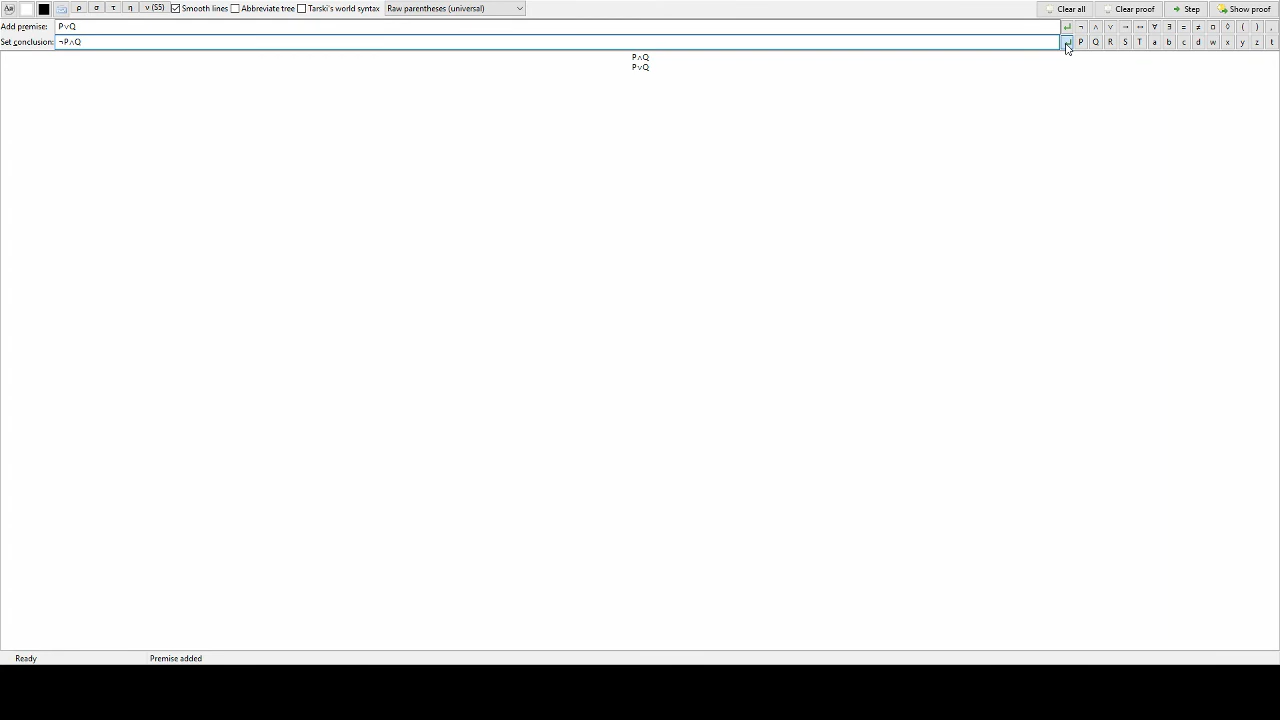 ρ σ τ η ν (S5) Smooth lines Abbreviate tree Tarski's world syntax Raw parentheses (universal) Clear all Clear proof Step Show proof
Add premise: P∨Q ¬ ∧ ∨ → ↔ ∀ ∃ = ≠ □ ◊ ( ) ,
Set conclusion: ¬P∧Q P Q R S T a b c d w x y z t
P∧Q
P∨Q
Ready Premise added